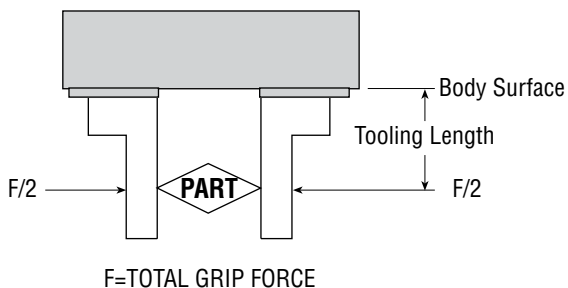 Body Surface
Tooling Length
F/2
PART
F/2
F=TOTAL GRIP FORCE